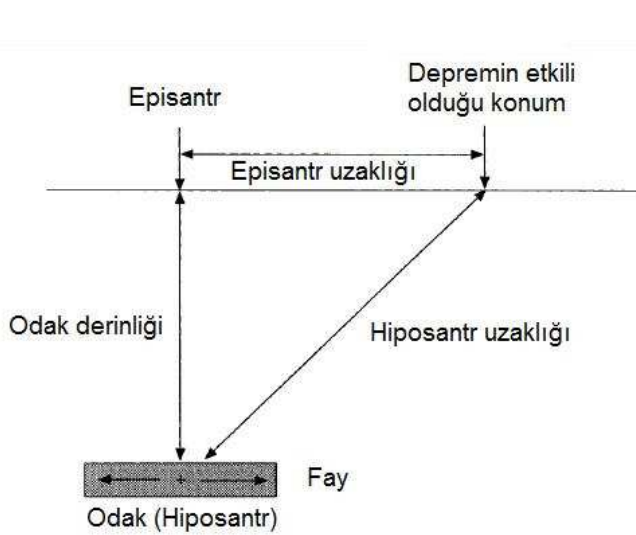 Episantr
Depremin etkili
olduğu konum
Episantr uzaklığı
Odak derinliği
Hiposantr uzaklığı
Fay
Odak (Hiposantr)